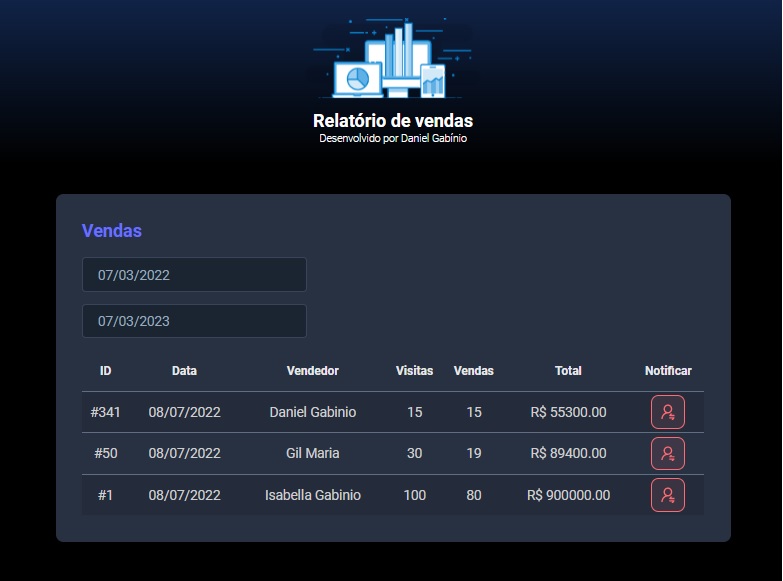 Relatório de vendas
Desenvolvido por Daniel Gabínio
Vendas
07/03/2022
07/03/2023
ID Data Vendedor Visitas Vendas Total Notificar
#341 08/07/2022 Daniel Gabinio 15 15 R$ 55300.00
#50 08/07/2022 Gil Maria 30 19 R$ 89400.00
#1 08/07/2022 Isabella Gabinio 100 80 R$ 900000.00